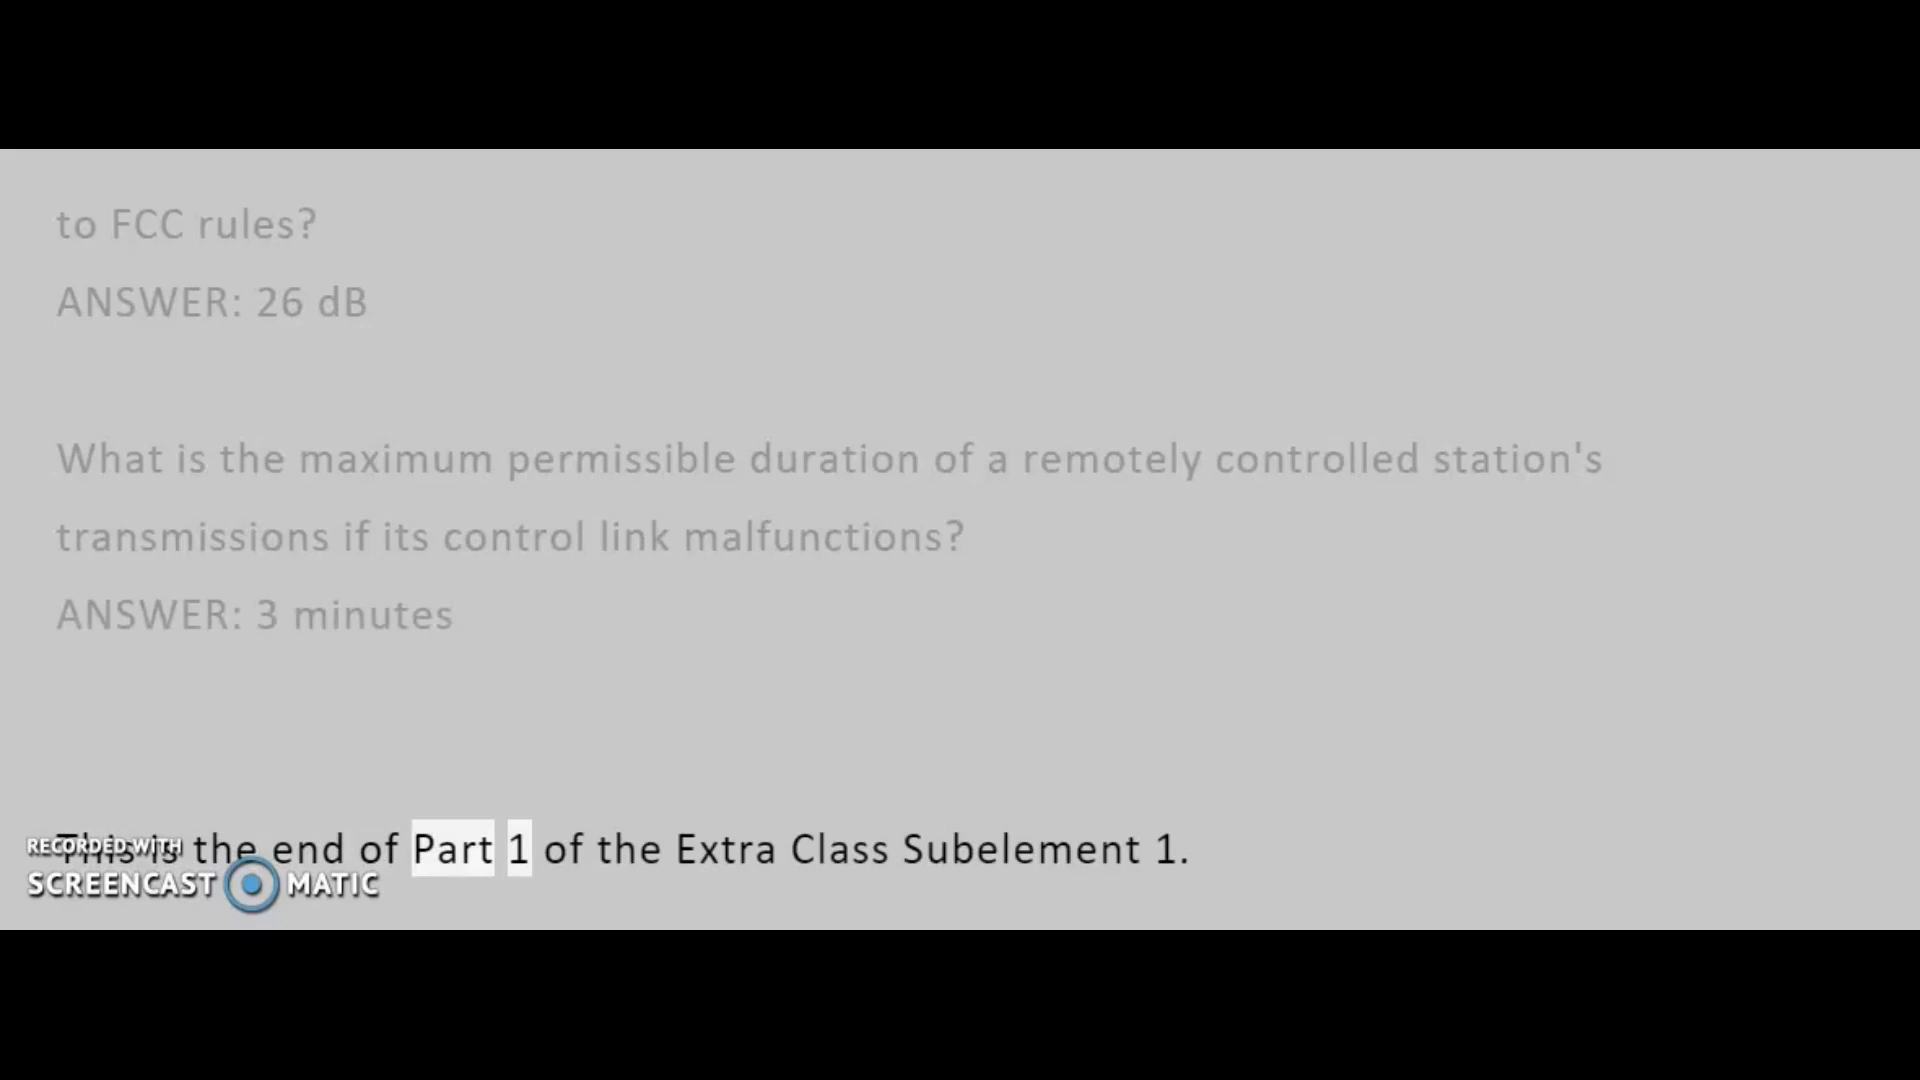 to FCC rules?
ANSWER: 26 dB
What is the maximum permissible duration of a remotely controlled station's
transmissions if its control link malfunctions?
ANSWER: 3 minutes
This is the end of Part 1 of the Extra Class Subelement 1.
RECORDED WITH
SCREENCAST MATIC